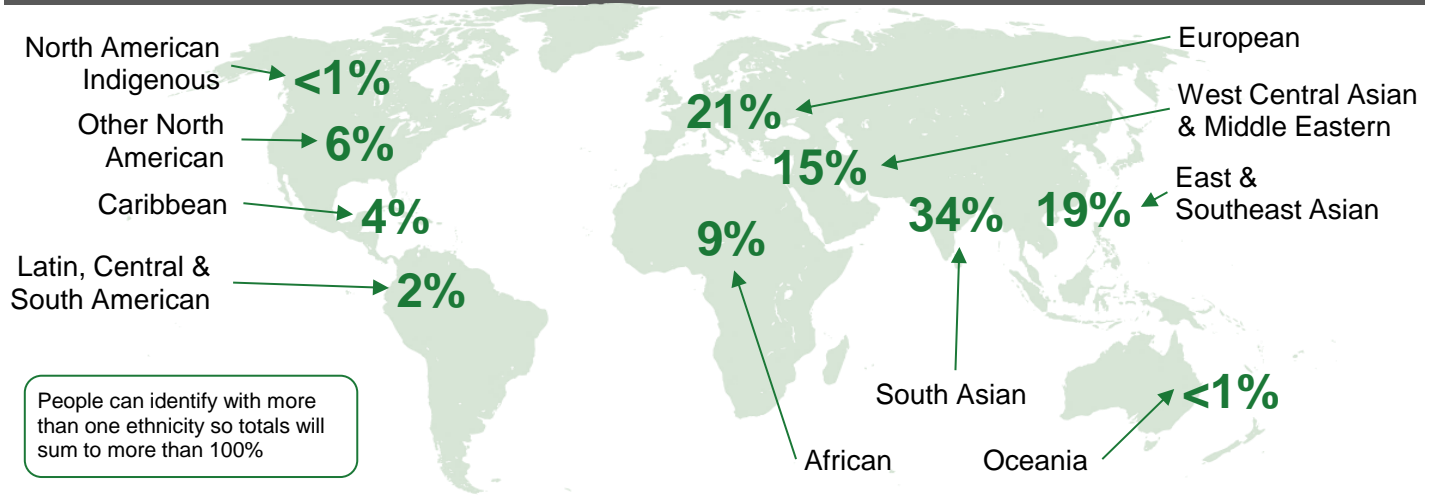 North American
Indigenous
<1%
Other North
American
6%
Caribbean
4%
Latin, Central &
South American
2%
People can identify with more
than one ethnicity so totals will
sum to more than 100%
European
21%
West Central Asian
& Middle Eastern
15%
East &
Southeast Asian
19%
34%
South Asian
9%
African
<1%
Oceania